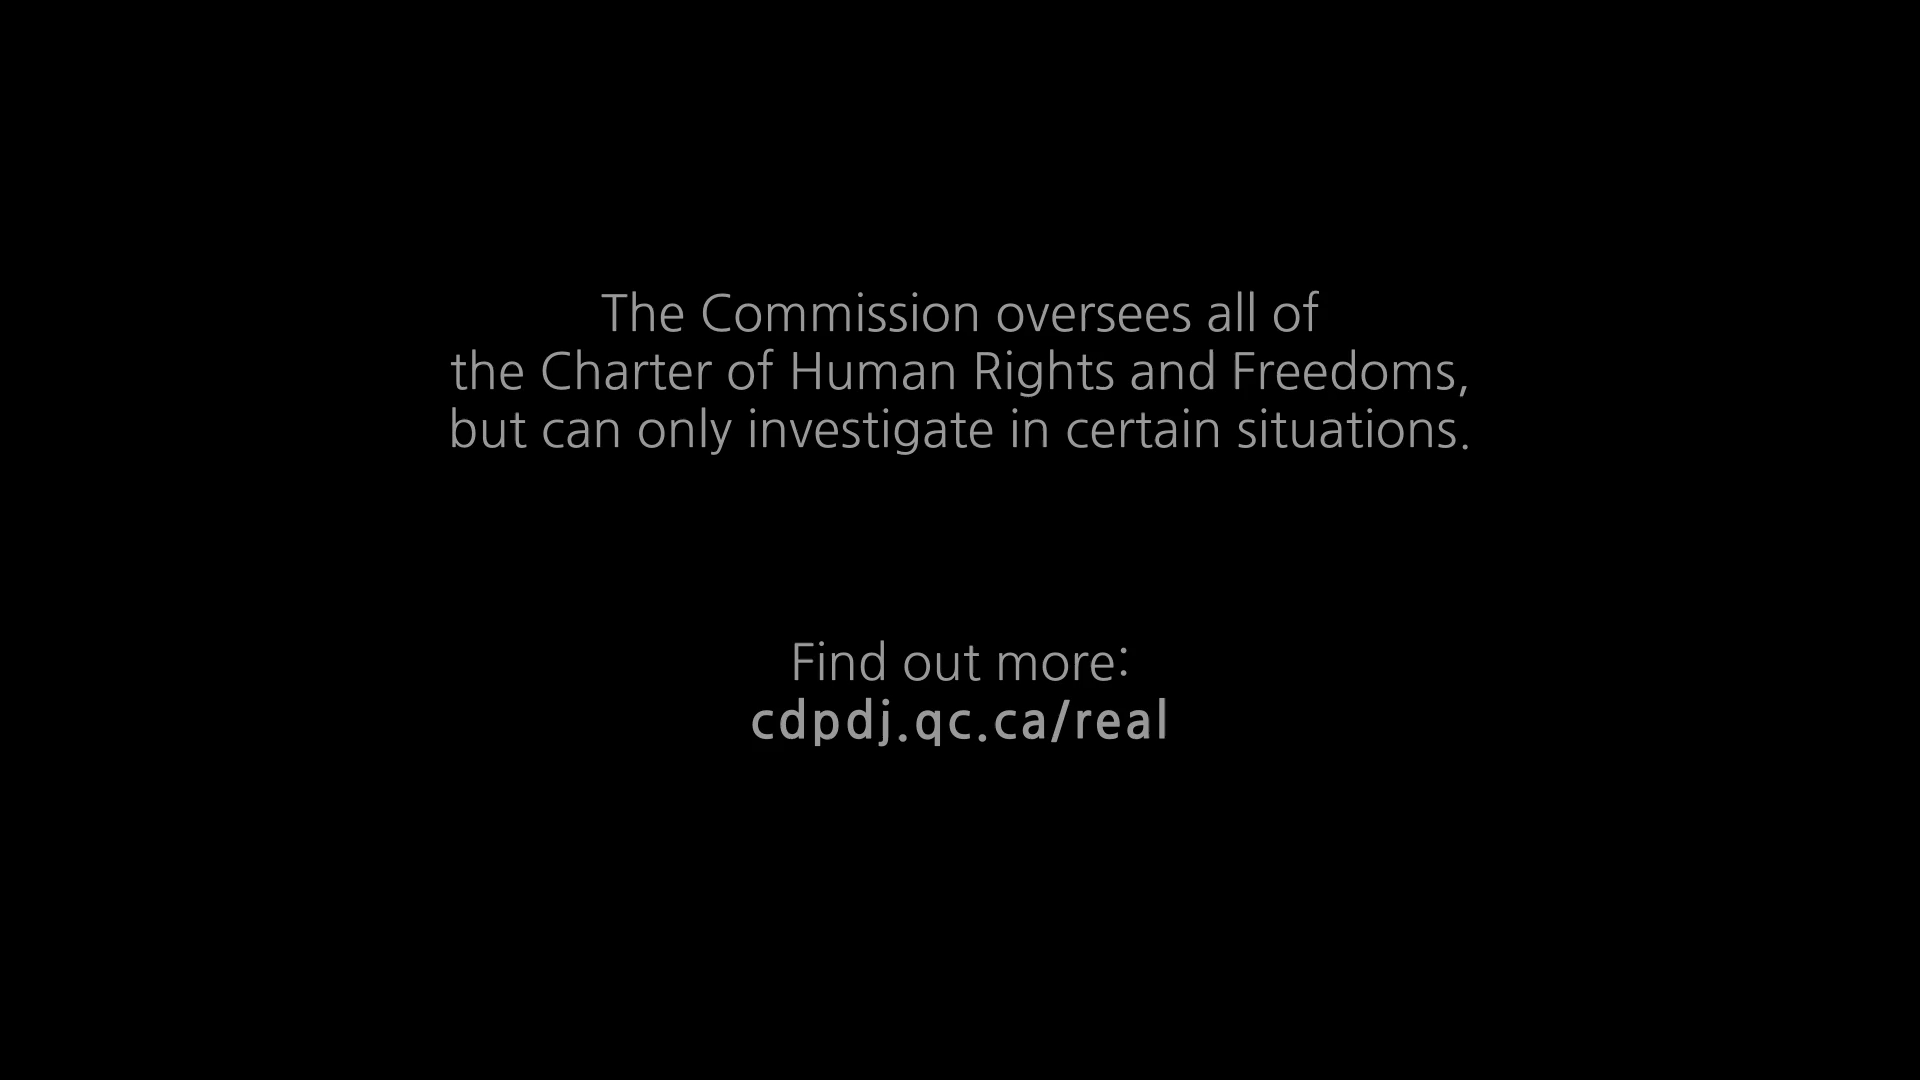 The Commission oversees all of
the Charter of Human Rights and Freedoms,
but can only investigate in certain situations.
Find out more:
cdpdj.qc.ca/real